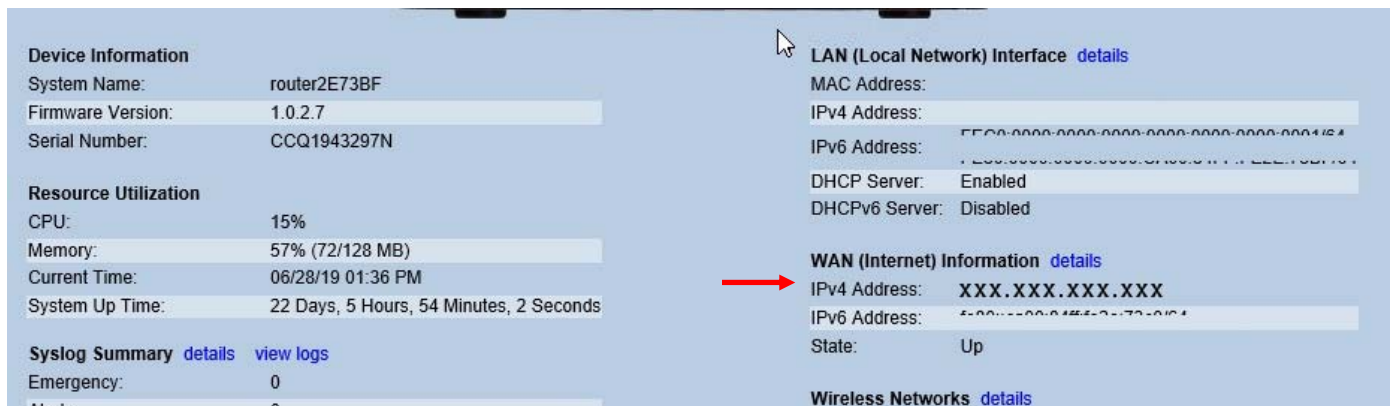 Device Information
System Name: router2E73BF
Firmware Version: 1.0.2.7
Serial Number: CCQ1943297N
Resource Utilization
CPU: 15%
Memory: 57% (72/128 MB)
Current Time: 06/28/19 01:36 PM
System Up Time: 22 Days, 5 Hours, 54 Minutes, 2 Seconds
Syslog Summary details view logs
Emergency: 0
LAN (Local Network) Interface details
MAC Address:
IPv4 Address:
IPv6 Address:
DHCP Server: Enabled
DHCPv6 Server: Disabled
WAN (Internet) Information details
IPv4 Address: XXX.XXX.XXX.XXX
IPv6 Address:
State: Up
Wireless Networks details